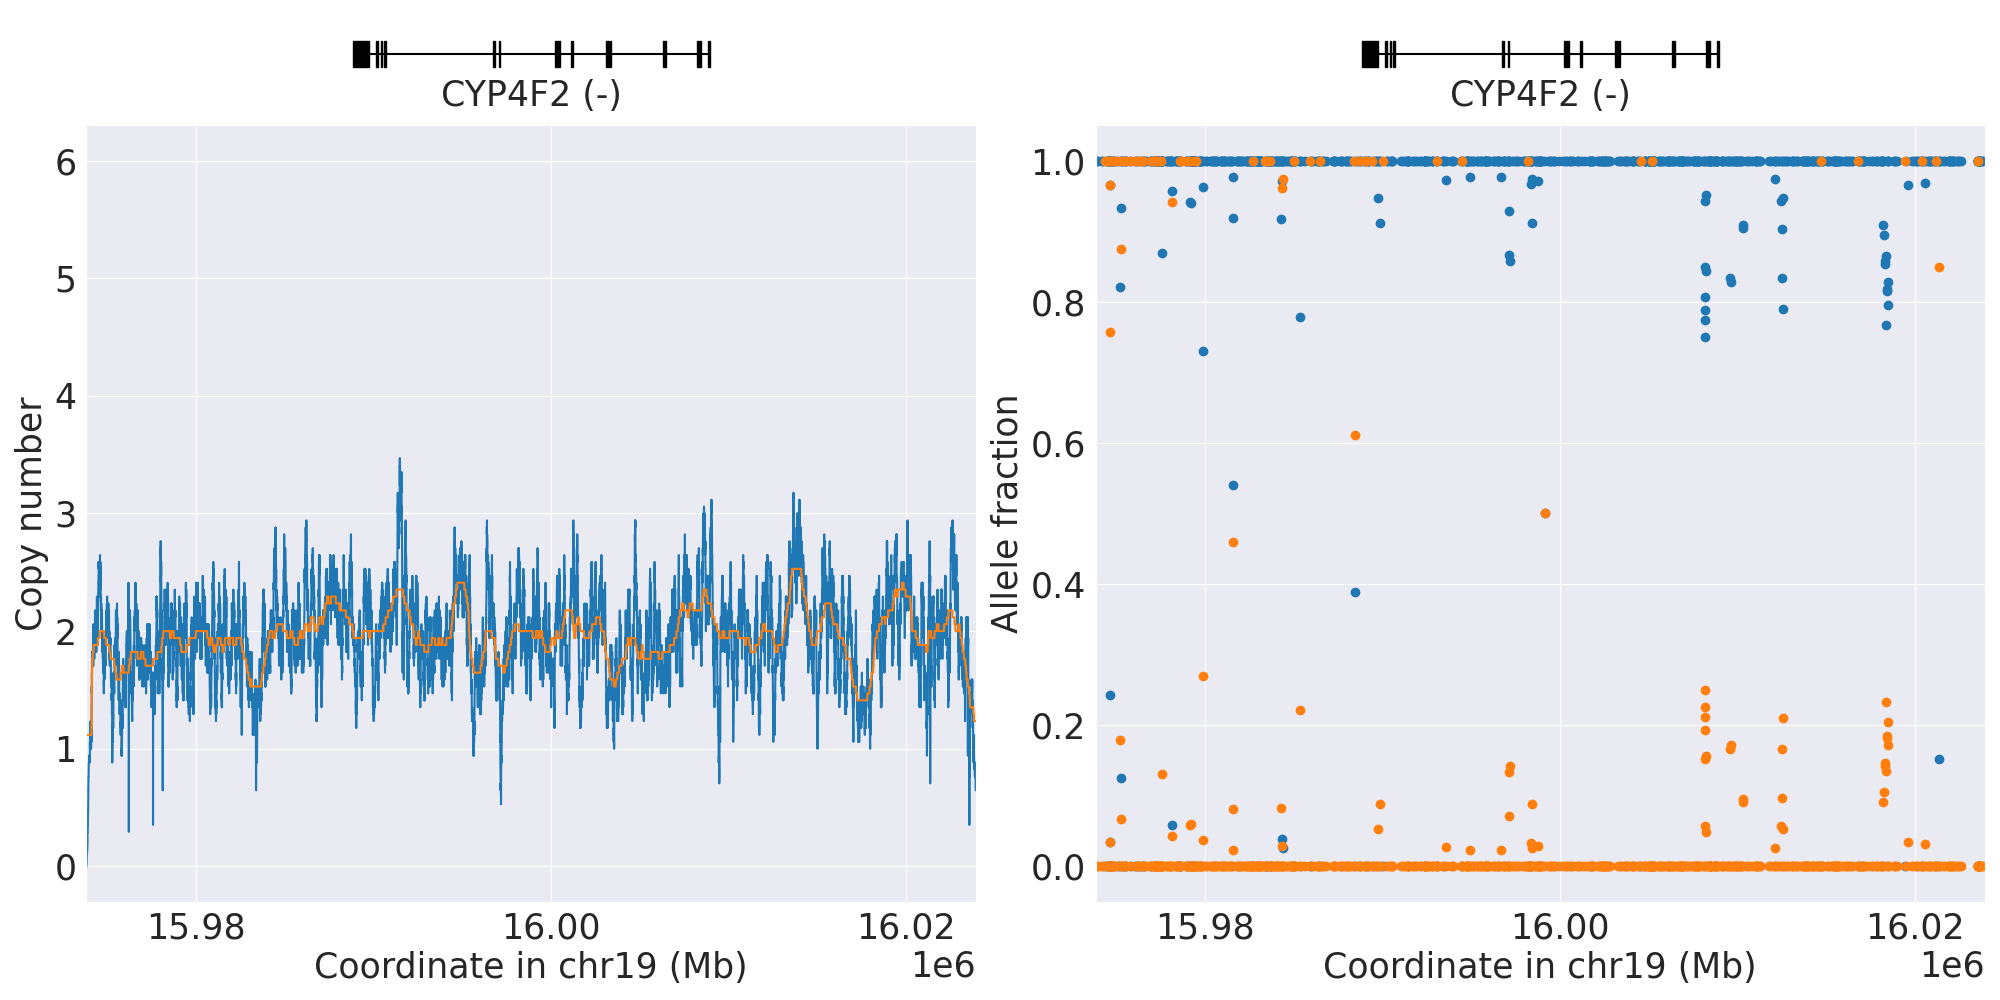 CYP4F2 (-)
6
5
4
3
2
1
0
Copy number
15.98
16.00
16.02
Coordinate in chr19 (Mb)
1e6
CYP4F2 (-)
1.0
0.8
0.6
0.4
0.2
0.0
Allele fraction
15.98
16.00
16.02
Coordinate in chr19 (Mb)
1e6